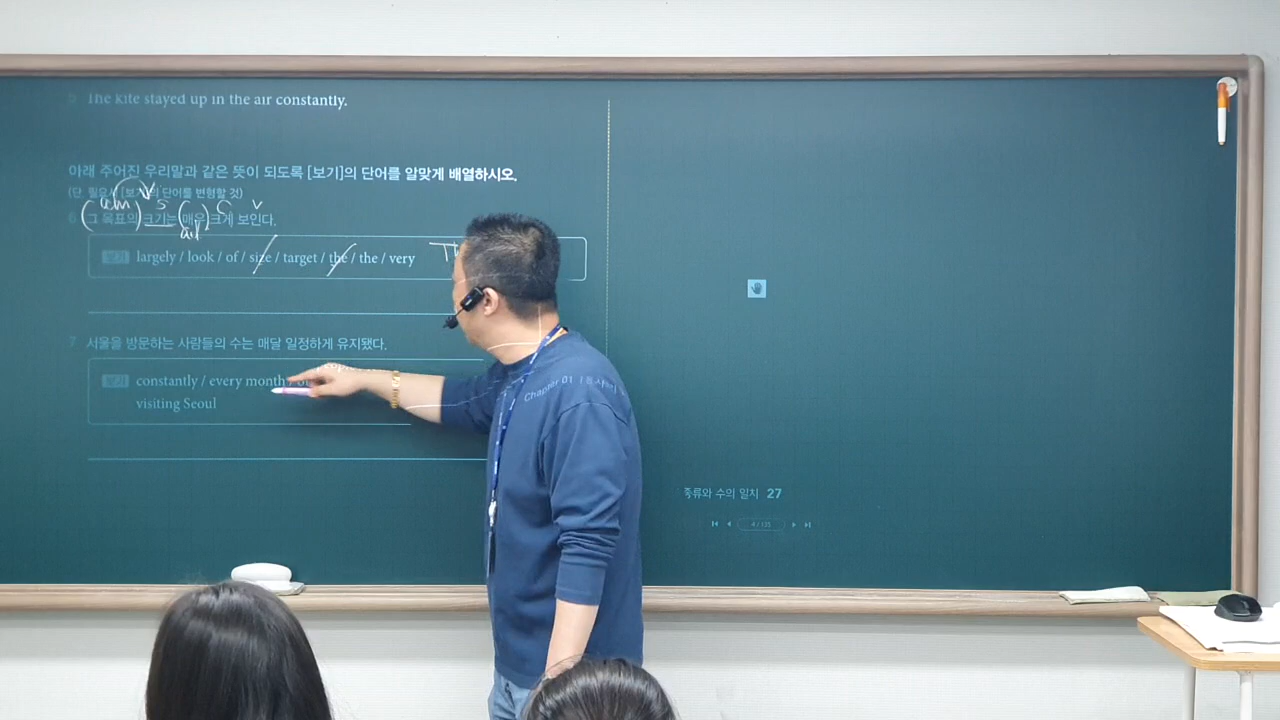 5 The kite stayed up in the air constantly.
아래 주어진 우리말과 같은 뜻이 되도록 [보기]의 단어를 알맞게 배열하시오.
(단, 필요시 [보기]의 단어를 변형할 것)
6 그 목표의 크기는 매우 크게 보인다.
보기 largely / look / of / size / target / the / the / very
7 서울을 방문하는 사람들의 수는 매달 일정하게 유지됐다.
보기 constantly / every month /
visiting Seoul
people
Chapter 01
종류와 수의 일치 27